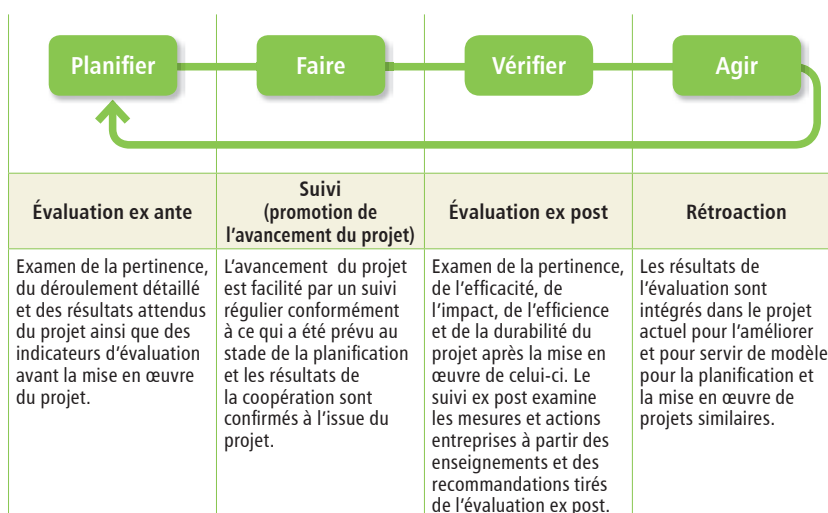 Planifier
Faire
Vérifier
Agir
Évaluation ex ante
Suivi
(promotion de
l'avancement du projet)
Évaluation ex post
Rétroaction
Examen de la pertinence,
du déroulement détaillé
et des résultats attendus
du projet ainsi que des
indicateurs d'évaluation
avant la mise en œuvre
du projet.
L'avancement du projet
est facilité par un suivi
régulier conformément
à ce qui a été prévu au
stade de la planification
et les résultats de
la coopération sont
confirmés à l'issue du
projet.
Examen de la pertinence,
de l'efficacité, de
l'impact, de l'efficience
et de la durabilité du
projet après la mise en
œuvre de celui-ci. Le
suivi ex post examine
les mesures et actions
entreprises à partir des
enseignements et des
recommandations tirés
de l'évaluation ex post.
Les résultats de
l'évaluation sont
intégrés dans le projet
actuel pour l'améliorer
et pour servir de modèle
pour la planification et
la mise en œuvre de
projets similaires.